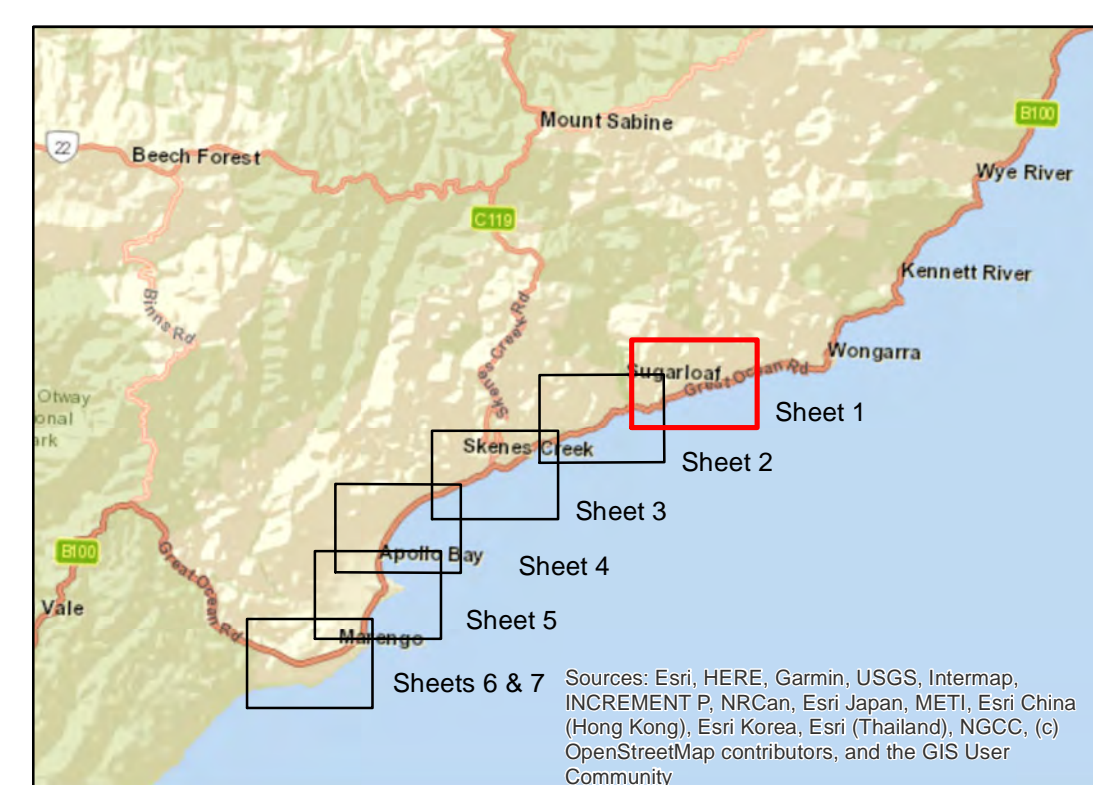 B100
Mount Sabine
22
Beech Forest
Wye River
C119
Kennett River
Binns Rd
Skenes Creek Rd
Wongarra
Sugarloaf
Great Ocean Rd
Otway
onal
ark
Sheet 1
Skenes Creek
Sheet 2
Sheet 3
B100
Great Ocean Rd
Apollo Bay
Sheet 4
Vale
Sheet 5
Marengo
Sheets 6 & 7
Sources: Esri, HERE, Garmin, USGS, Intermap,
INCREMENT P, NRCan, Esri Japan, METI, Esri China
(Hong Kong), Esri Korea, Esri (Thailand), NGCC, (c)
OpenStreetMap contributors, and the GIS User
Community